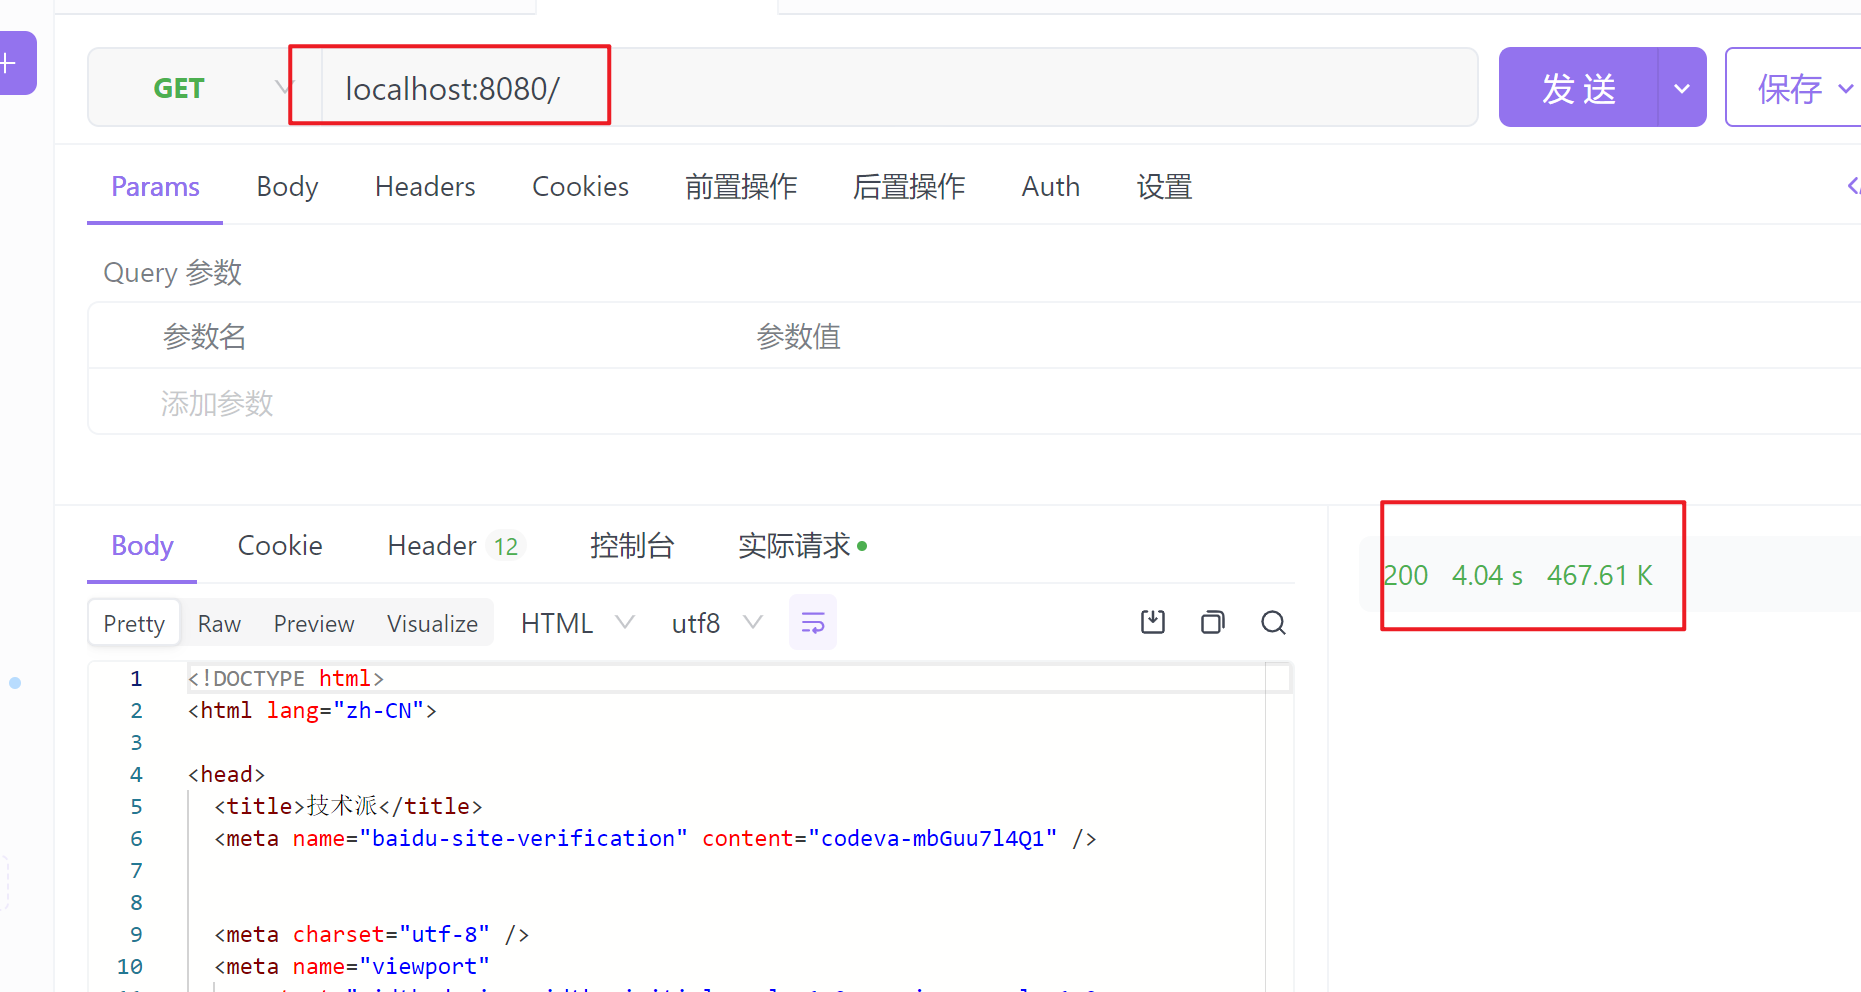 GET localhost:8080/ 发 送 保存
Params Body Headers Cookies 前置操作 后置操作 Auth 设置
Query 参数
参数名 参数值
添加参数
Body Cookie Header 12 控制台 实际请求
200 4.04 s 467.61 K
Pretty Raw Preview Visualize HTML utf8
1 <!DOCTYPE html>
2 <html lang="zh-CN">
3
4 <head>
5 <title>技术派</title>
6 <meta name="baidu-site-verification" content="codeva-mbGuu7l4Q1" />
7
8
9 <meta charset="utf-8" />
10 <meta name="viewport"